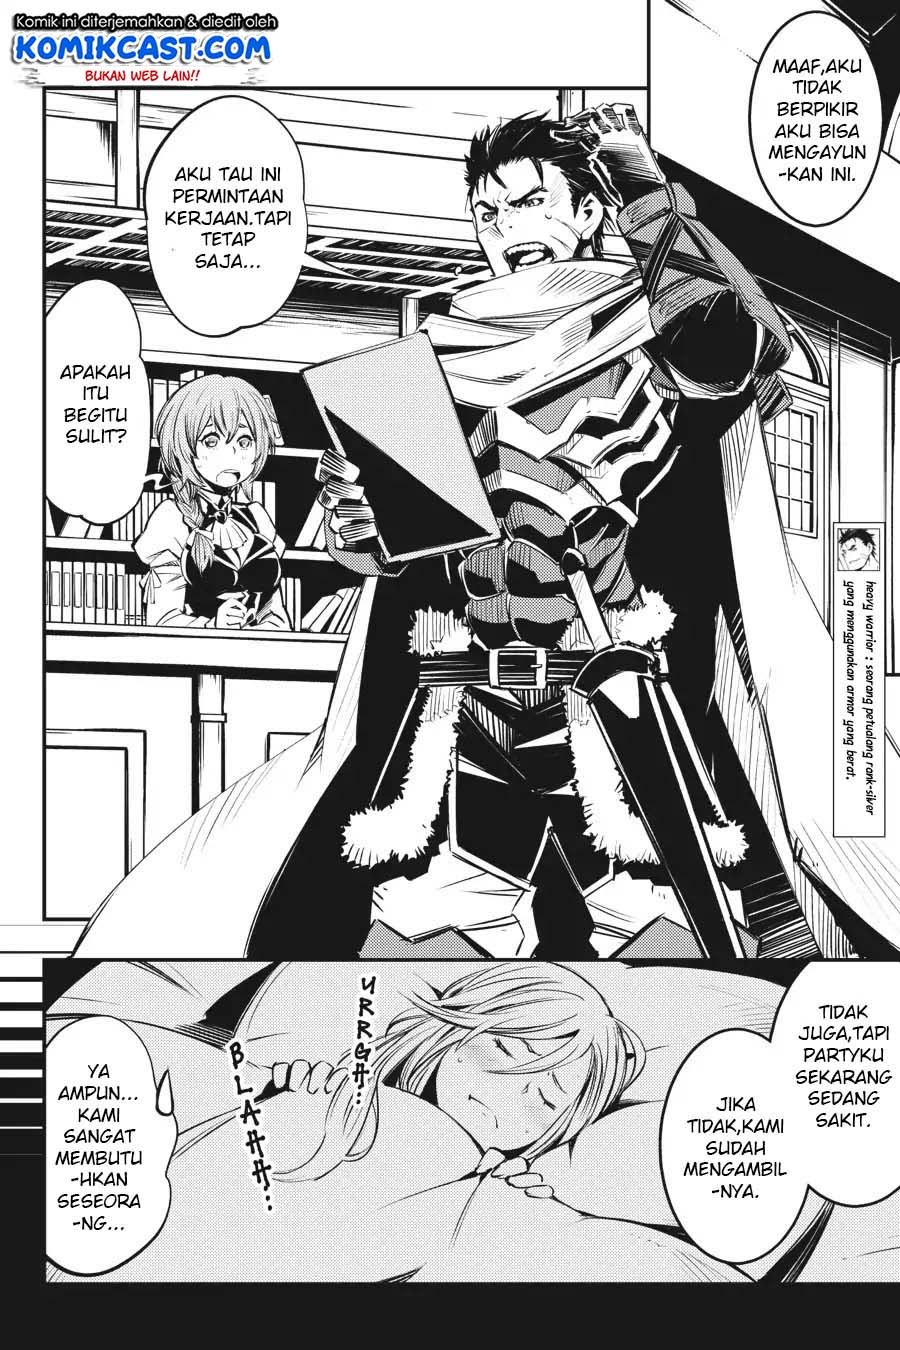 Komik ini diterjemahkan & diedit oleh
KOMIKCAST.COM
BUKAN WEB LAIN!!
MAAF,AKU
TIDAK
BERPIKIR
AKU BISA
MENGAYUN
-KAN INI.
AKU TAU INI
PERMINTAAN
KERJAAN.TAPI
TETAP
SAJA...
APAKAH
ITU
BEGITU
SULIT?
heavy warrior : seorang petualang rank-silver
yang menggunakan armor yang berat.
TIDAK
JUGA,TAPI
PARTYKU
SEKARANG
SEDANG
SAKIT.
JIKA
TIDAK,KAMI
SUDAH
MENGAMBIL
-NYA.
URRGH...
BLAHH...
YA
AMPUN...
KAMI
SANGAT
MEMBUTU
-HKAN
SESEORA
-NG...